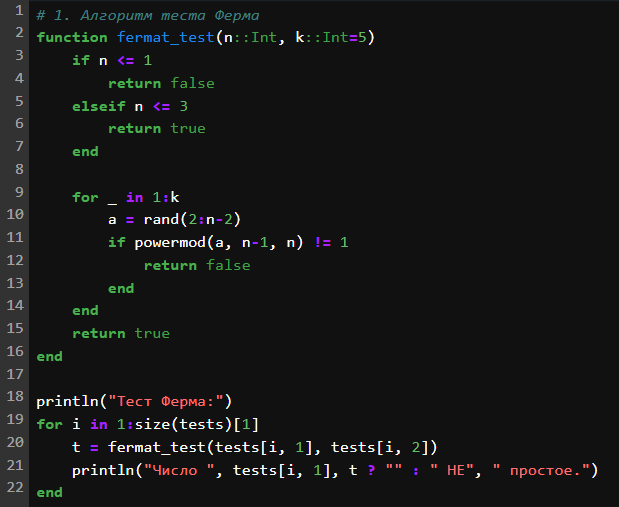 1 # 1. Алгоритм теста Ферма
2 function fermat_test(n::Int, k::Int=5)
3     if n <= 1
4         return false
5     elseif n <= 3
6         return true
7     end
8
9     for _ in 1:k
10         a = rand(2:n-2)
11         if powermod(a, n-1, n) != 1
12             return false
13         end
14     end
15     return true
16 end
17
18 println("Тест Ферма:")
19 for i in 1:size(tests)[1]
20     t = fermat_test(tests[i, 1], tests[i, 2])
21     println("Число ", tests[i, 1], t ? "" : " НЕ", " простое.")
22 end